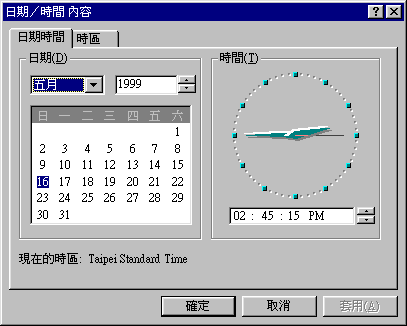 日期／時間 內容
日期時間 時區
日期(D) 時間(T)
五月 1999
日 一 二 三 四 五 六
1
2 3 4 5 6 7 8
9 10 11 12 13 14 15
16 17 18 19 20 21 22
23 24 25 26 27 28 29
30 31
02 : 45 : 15 PM
現在的時區: Taipei Standard Time
確定 取消 套用(A)